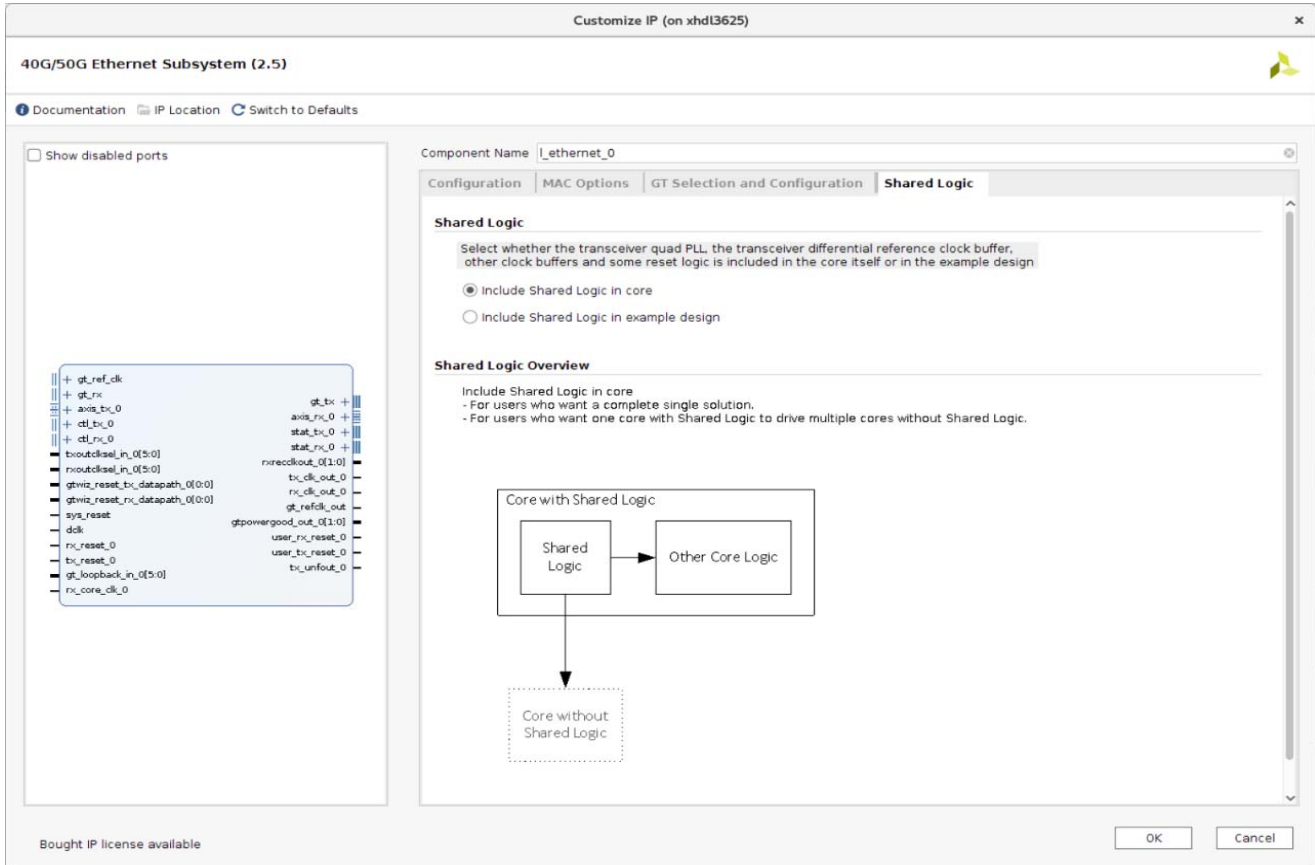 Customize IP (on xhdl3625)
40G/50G Ethernet Subsystem (2.5)
Documentation IP Location Switch to Defaults
Show disabled ports
+ gt_ref_clk
+ gt_rx
+ axis_tx_0
+ ctl_tx_0
+ ctl_rx_0
txoutclksel_in_0[5:0]
rxoutclksel_in_0[5:0]
gtwiz_reset_tx_datapath_0[0:0]
gtwiz_reset_rx_datapath_0[0:0]
sys_reset
dclk
rx_reset_0
tx_reset_0
gt_loopback_in_0[5:0]
rx_core_clk_0
gt_tx +
axis_rx_0 +
stat_tx_0 +
stat_rx_0 +
rxrecclkout_0[1:0]
tx_clk_out_0
rx_clk_out_0
gt_refclk_out
gtpowergood_out_0[1:0]
user_rx_reset_0
user_tx_reset_0
tx_unfout_0
Component Name l_ethernet_0
Configuration MAC Options GT Selection and Configuration Shared Logic
Shared Logic
Select whether the transceiver quad PLL, the transceiver differential reference clock buffer,
other clock buffers and some reset logic is included in the core itself or in the example design
Include Shared Logic in core
Include Shared Logic in example design
Shared Logic Overview
Include Shared Logic in core
- For users who want a complete single solution.
- For users who want one core with Shared Logic to drive multiple cores without Shared Logic.
Core with Shared Logic
Shared
Logic
Other Core Logic
Core without
Shared Logic
Bought IP license available
OK Cancel